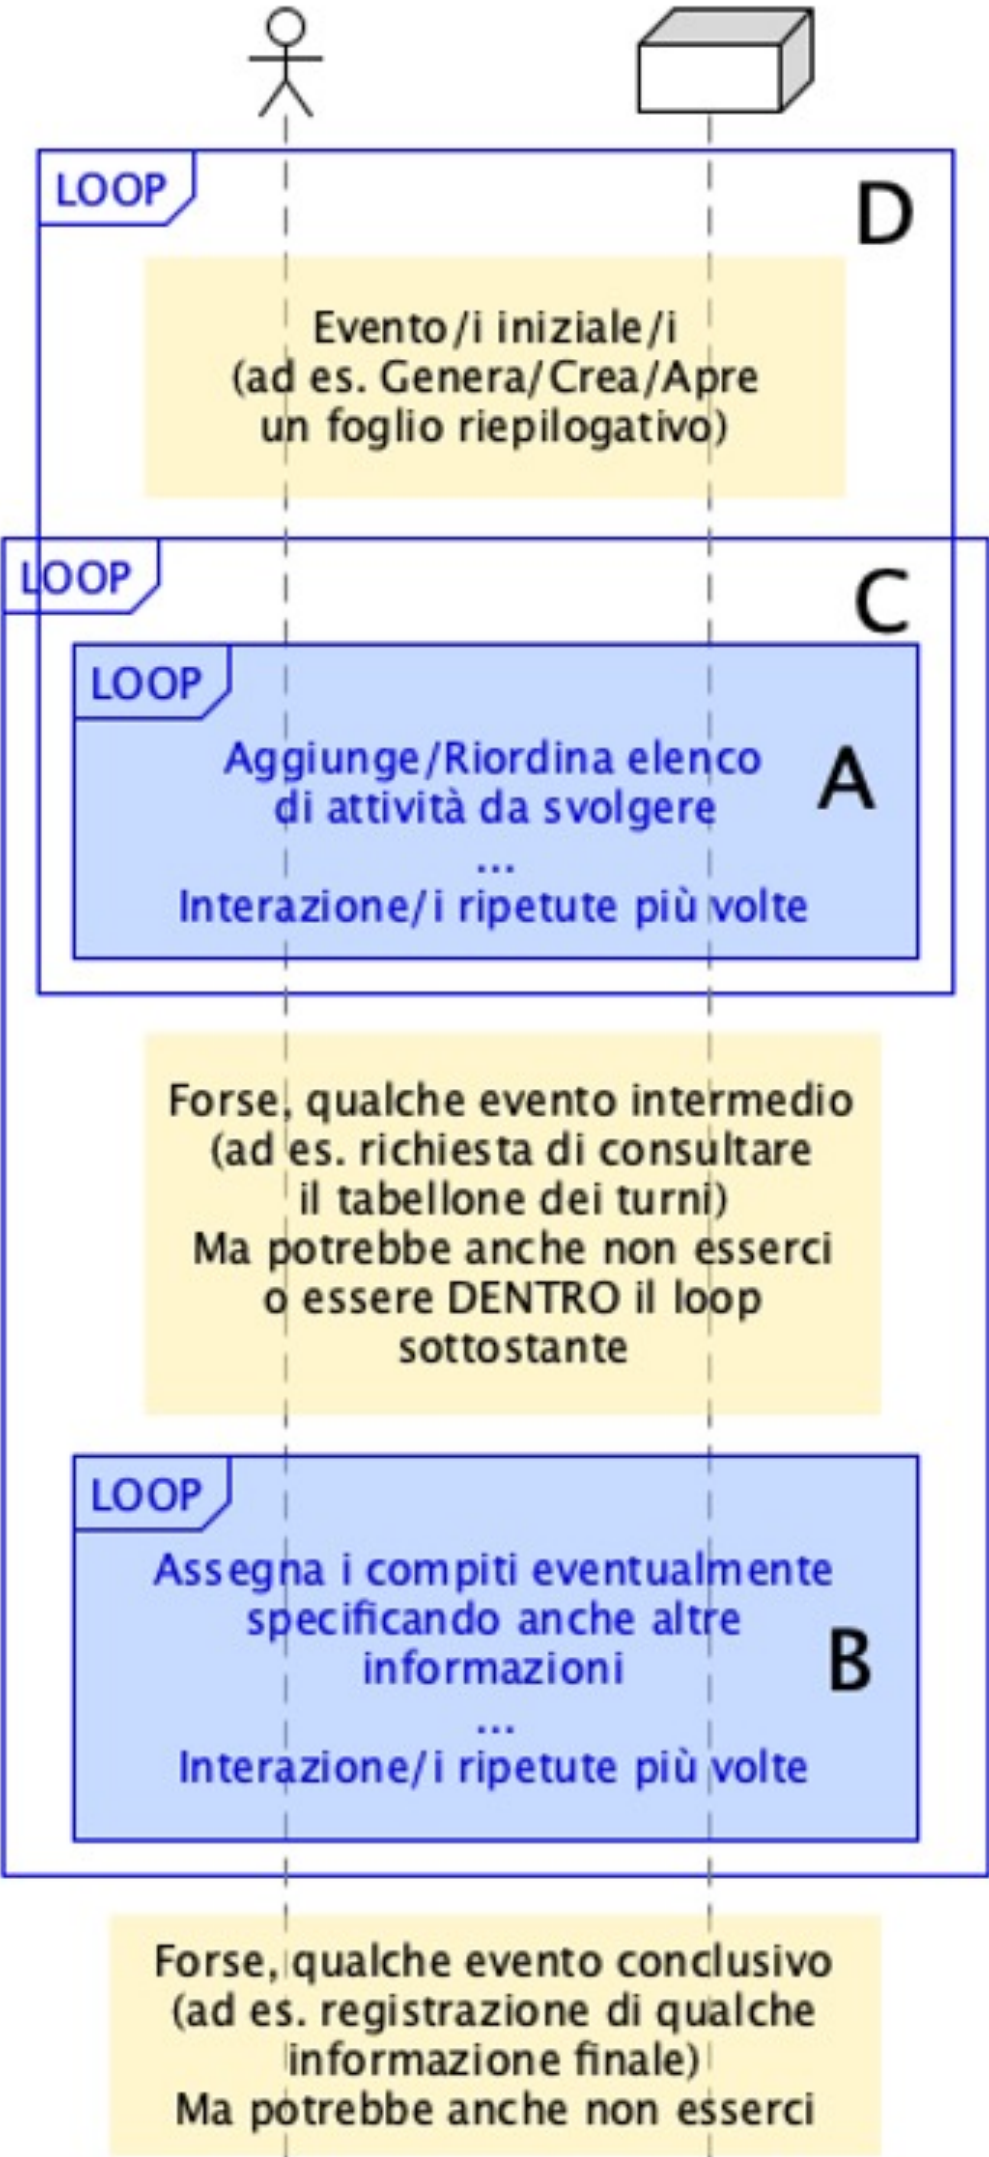 LOOP
D
Evento/i iniziale/i
(ad es. Genera/Crea/Apre
un foglio riepilogativo)
LOOP
C
LOOP
Aggiunge/Riordina elenco
di attività da svolgere
A
...
Interazione/i ripetute più volte
Forse, qualche evento intermedio
(ad es. richiesta di consultare
il tabellone dei turni)
Ma potrebbe anche non esserci
o essere DENTRO il loop
sottostante
LOOP
Assegna i compiti eventualmente
specificando anche altre
informazioni
B
...
Interazione/i ripetute più volte
Forse, qualche evento conclusivo
(ad es. registrazione di qualche
informazione finale)
Ma potrebbe anche non esserci